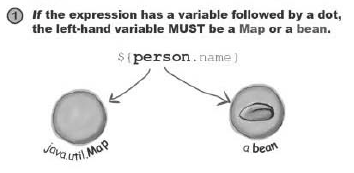 1 If the expression has a variable followed by a dot,
the left-hand variable MUST be a Map or a bean.
${person.name}
java.util.Map
a bean